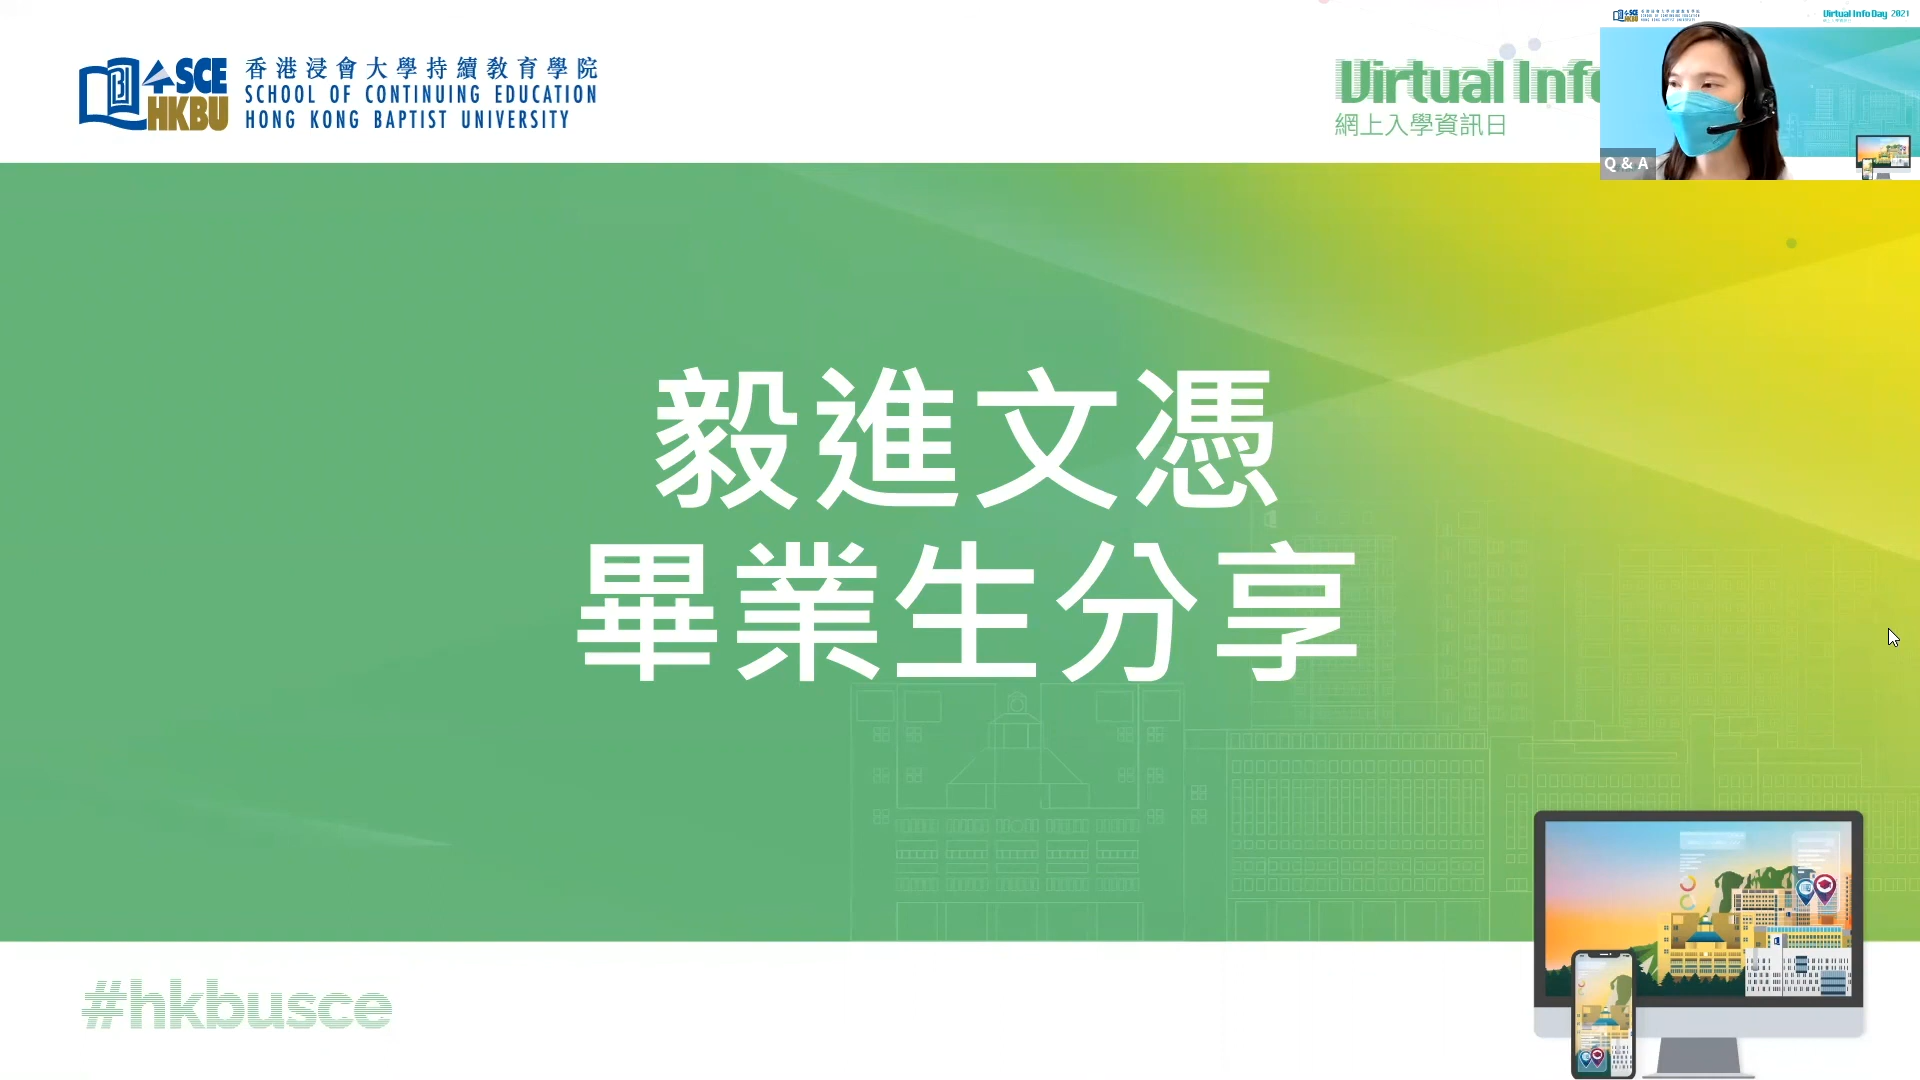 SCE
HKBU
香港浸會大學持續教育學院
SCHOOL OF CONTINUING EDUCATION
HONG KONG BAPTIST UNIVERSITY
Virtual Info
網上入學資訊日
Virtual Info Day 2021
Q & A
毅進文憑
畢業生分享
#hkbusce